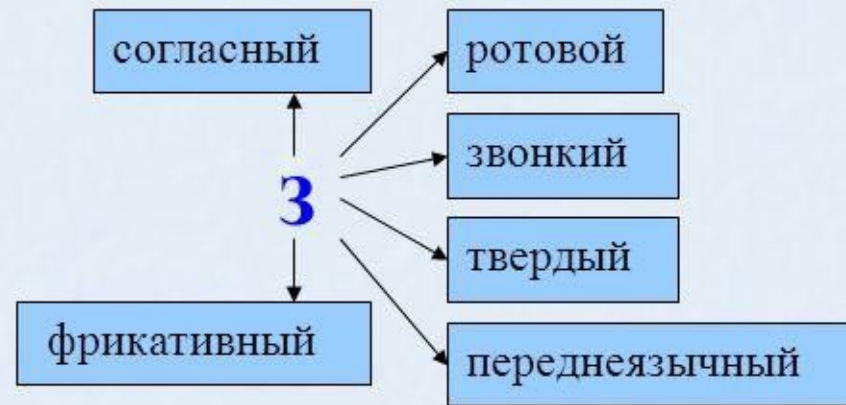 согласный
ротовой
звонкий
З
твердый
фрикативный
переднеязычный